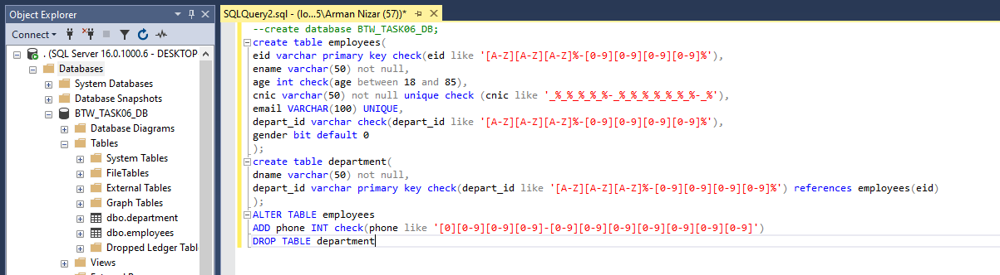 Object Explorer
Connect
. (SQL Server 16.0.1000.6 - DESKTOP
Databases
System Databases
Database Snapshots
BTW_TASK06_DB
Database Diagrams
Tables
System Tables
FileTables
External Tables
Graph Tables
dbo.department
dbo.employees
Dropped Ledger Tabl
Views
SQLQuery2.sql - (lo...5\Arman Nizar (57))*
--create database BTW_TASK06_DB;
create table employees(
eid varchar primary key check(eid like '[A-Z][A-Z][A-Z]%-[0-9][0-9][0-9][0-9]%'),
ename varchar(50) not null,
age int check(age between 18 and 85),
cnic varchar(50) not null unique check (cnic like '_%_%_%_%_%-_%_%_%_%_%_%_%-_%'),
email VARCHAR(100) UNIQUE,
depart_id varchar check(depart_id like '[A-Z][A-Z][A-Z]%-[0-9][0-9][0-9][0-9]%'),
gender bit default 0
);
create table department(
dname varchar(50) not null,
depart_id varchar primary key check(depart_id like '[A-Z][A-Z][A-Z]%-[0-9][0-9][0-9][0-9]%') references employees(eid)
);
ALTER TABLE employees
ADD phone INT check(phone like '[0][0-9][0-9][0-9]-[0-9][0-9][0-9][0-9][0-9][0-9][0-9]')
DROP TABLE department